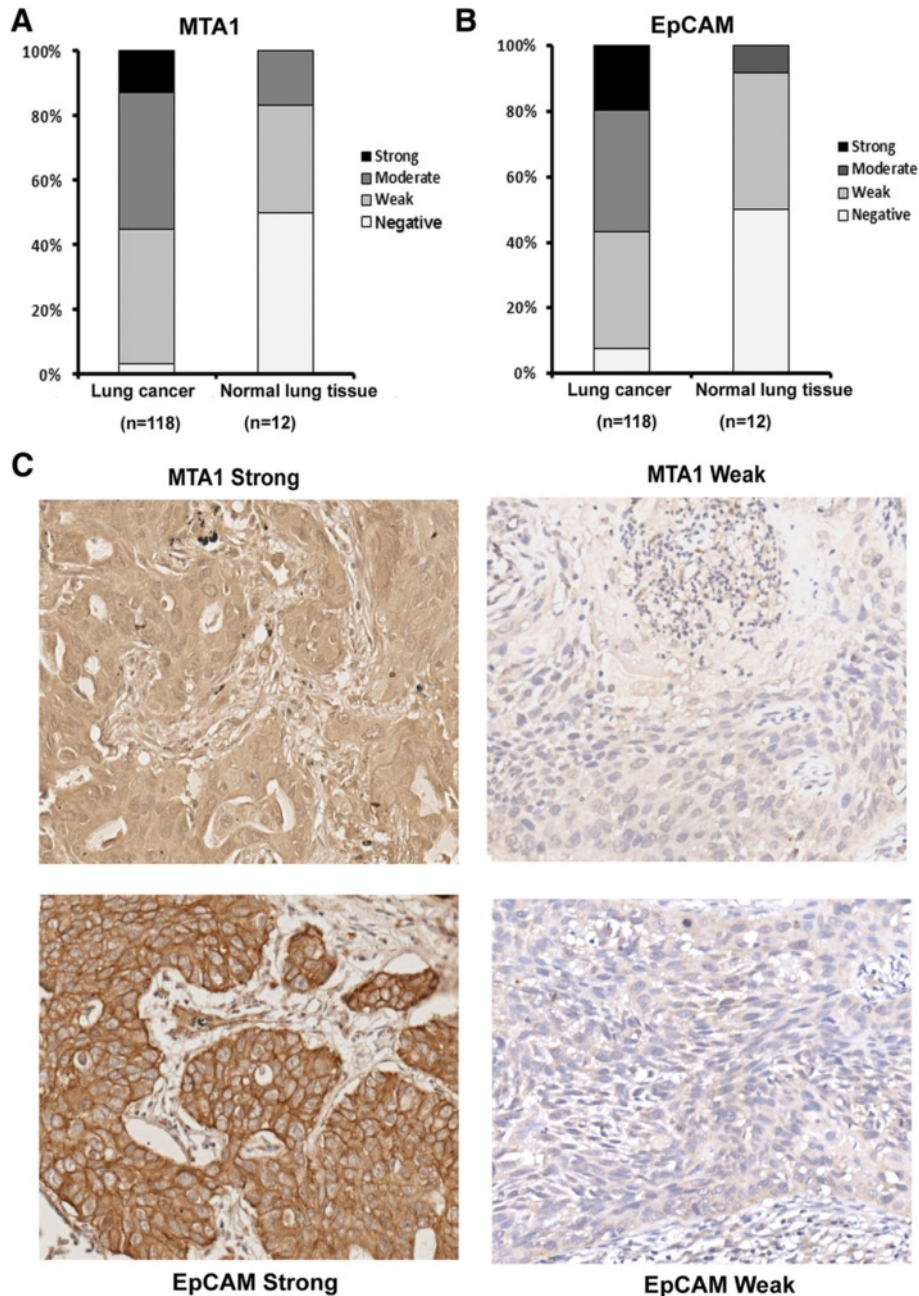 A
MTA1
100%
80%
60%
40%
20%
0%
Strong
Moderate
Weak
Negative
Lung cancer
Normal lung tissue
(n=118)
(n=12)
B
EpCAM
100%
80%
60%
40%
20%
0%
Strong
Moderate
Weak
Negative
Lung cancer
Normal lung tissue
(n=118)
(n=12)
C
MTA1 Strong
MTA1 Weak
EpCAM Strong
EpCAM Weak